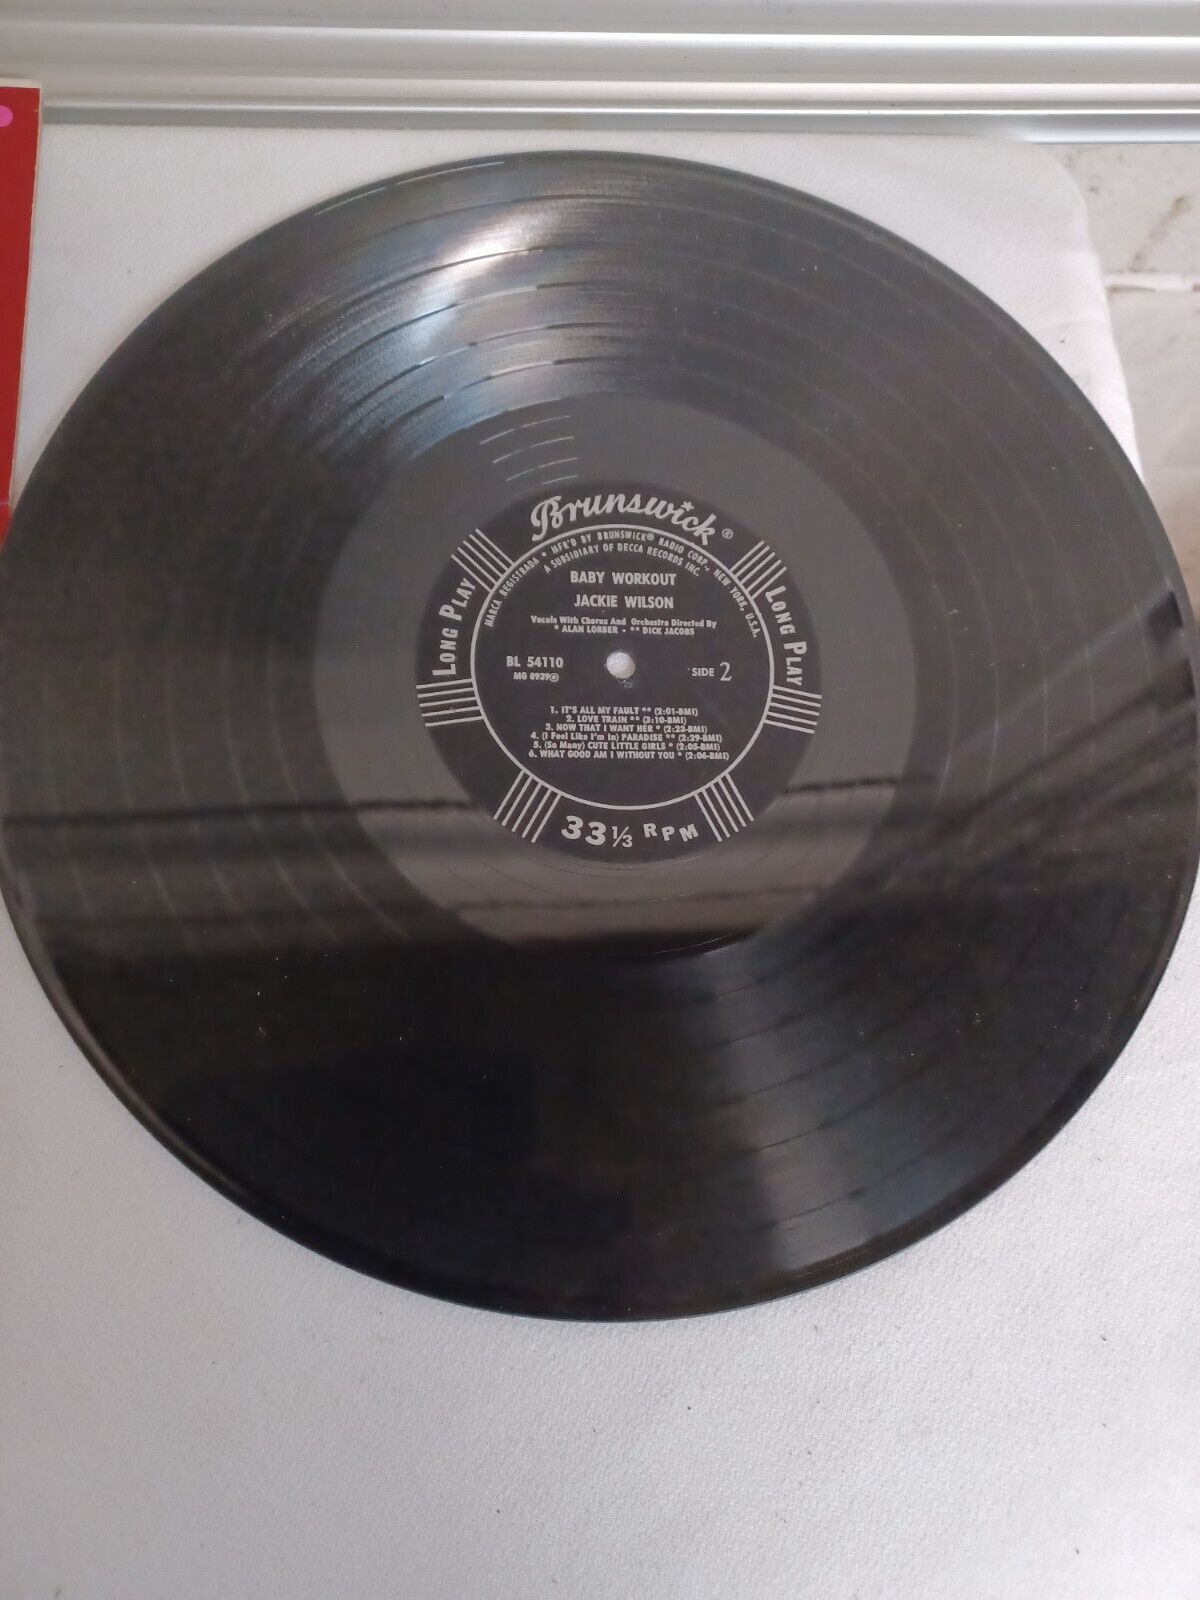 Brunswick®
MARCA REGISTRADA • MFR'D BY BRUNSWICK® RADIO CORP., NEW YORK, U.S.A.
A SUBSIDIARY OF DECCA RECORDS INC.
LONG PLAY
LONG PLAY
BABY WORKOUT
JACKIE WILSON
Vocals With Chorus And Orchestra Directed By
* ALAN LORBER - ** DICK JACOBS
BL 54110
MG 8939
SIDE 2
1. IT'S ALL MY FAULT ** (2:01-BMI)
2. LOVE TRAIN ** (3:10-BMI)
3. NOW THAT I WANT HER * (2:23-BMI)
4. (I Feel Like I'm In) PARADISE ** (2:29-BMI)
5. (So Many) CUTE LITTLE GIRLS * (2:05-BMI)
6. WHAT GOOD AM I WITHOUT YOU * (2:06-BMI)
33 1/3 RPM